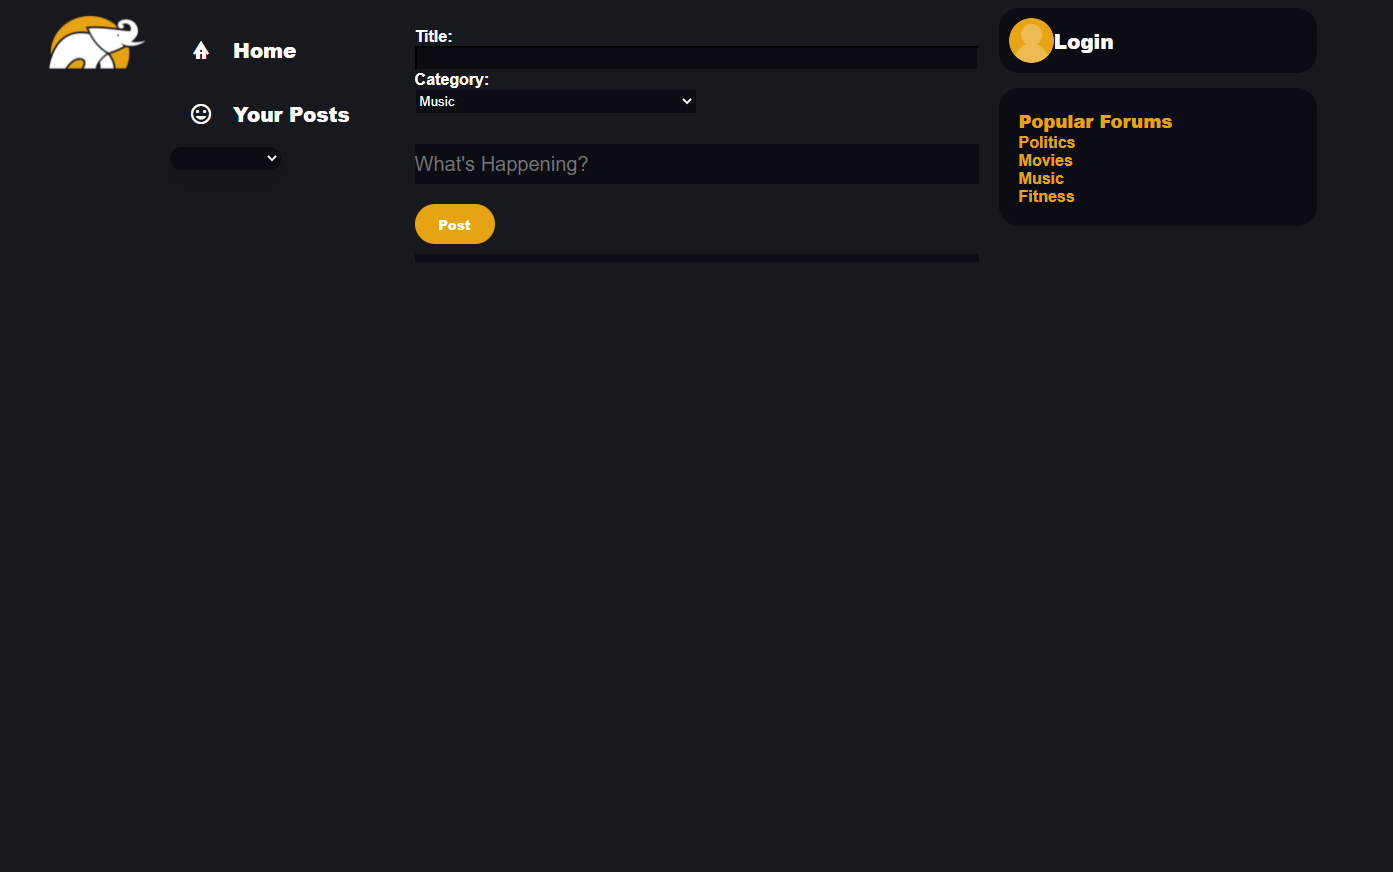 Home
Your Posts
Title:
Category:
Music
What's Happening?
Post
Login
Popular Forums
Politics
Movies
Music
Fitness